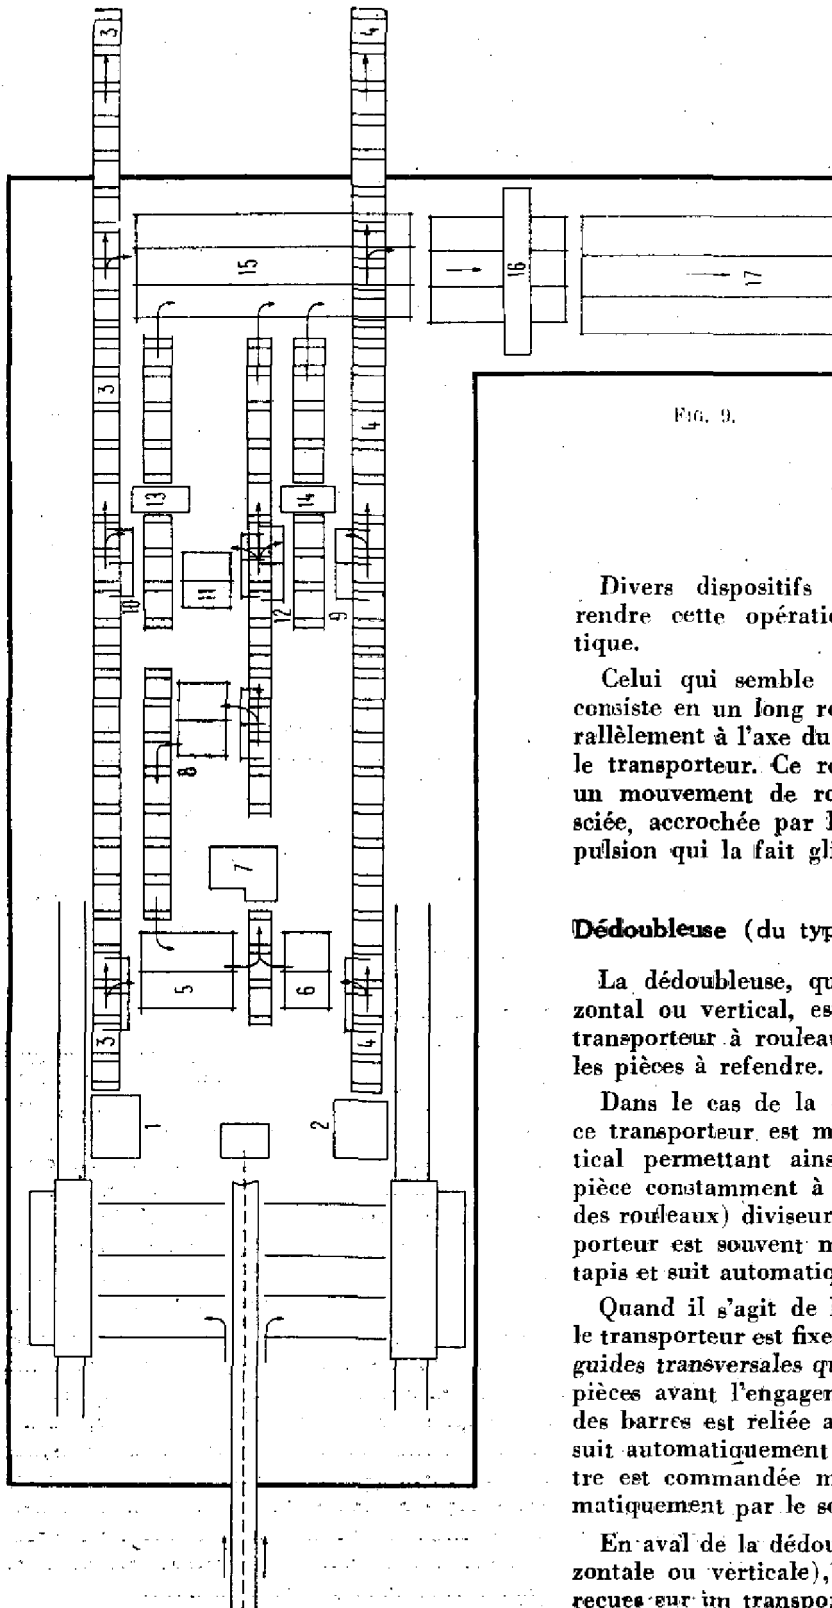 3
4
15
16
17
3
4
FIG. 9.
13
14
10
11
12
9
8
7
5
6
3
4
1
2
Divers dispositifs
rendre cette opératio
tique.
Celui qui semble
consiste en un long ro
rallèlement à l'axe du
le transporteur. Ce ro
un mouvement de ro
sciée, accrochée par l
pulsion qui la fait gli
Dédoubleuse (du typ
La dédoubleuse, qu
zontal ou vertical, es
transporteur à rouleau
les pièces à refendre.
Dans le cas de la
ce transporteur est m
tical permettant ains
pièce constamment à
des rouleaux) diviseur
porteur est souvent m
tapis et suit automatiq
Quand il s'agit de l
le transporteur est fixe
guides transversales qu
pièces avant l'engager
des barres est reliée a
suit automatiquement
tre est commandée m
matiquement par le so
En aval de la dédou
zontale ou verticale),
reçues sur un transpor